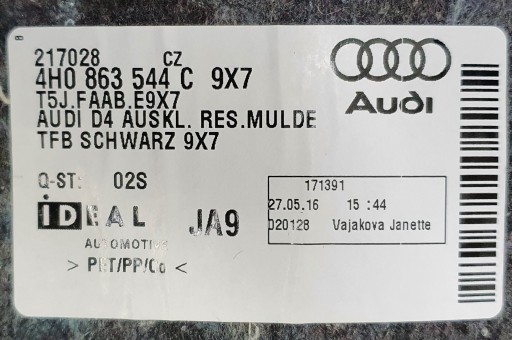 217028 CZ
4H0 863 544 C 9X7
T5J.FAAB.E9X7
AUDI D4 AUSKL. RES.MULDE
TFB SCHWARZ 9X7
Audi
Q-ST: 02S
171391
27.05.16 15:44
D20128 Vajakova Janette
iDEAL JA9
AUTOMOTIVE
> PET/PP/Co <